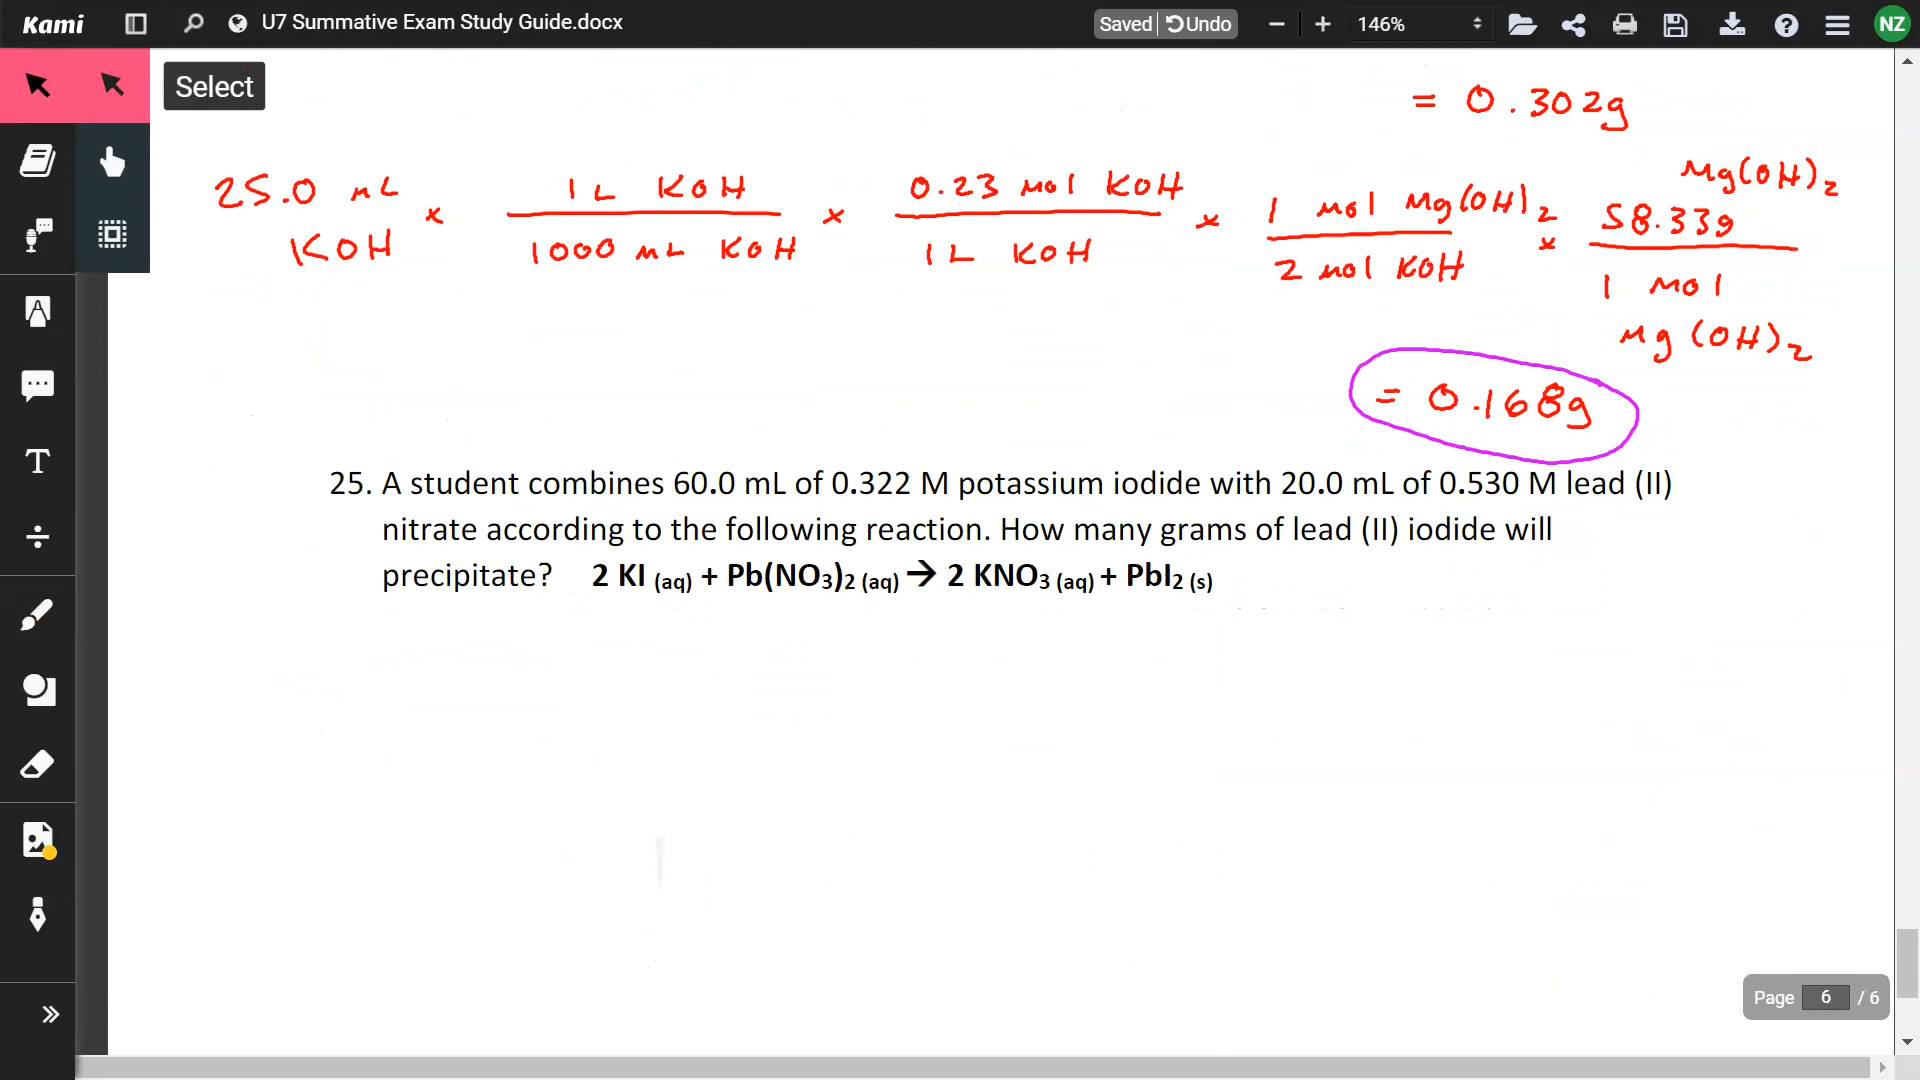 Kami
U7 Summative Exam Study Guide.docx
Saved
Undo
146%
NZ
Select
= 0.302g
25.0 mL KOH x 1 L KOH / 1000 mL KOH x 0.23 mol KOH / 1 L KOH x 1 mol Mg(OH)2 / 2 mol KOH x 58.33g Mg(OH)2 / 1 mol Mg(OH)2
= 0.168g
25. A student combines 60.0 mL of 0.322 M potassium iodide with 20.0 mL of 0.530 M lead (II)
nitrate according to the following reaction. How many grams of lead (II) iodide will
precipitate? 2 KI (aq) + Pb(NO3)2 (aq) → 2 KNO3 (aq) + PbI2 (s)
Page 6 / 6